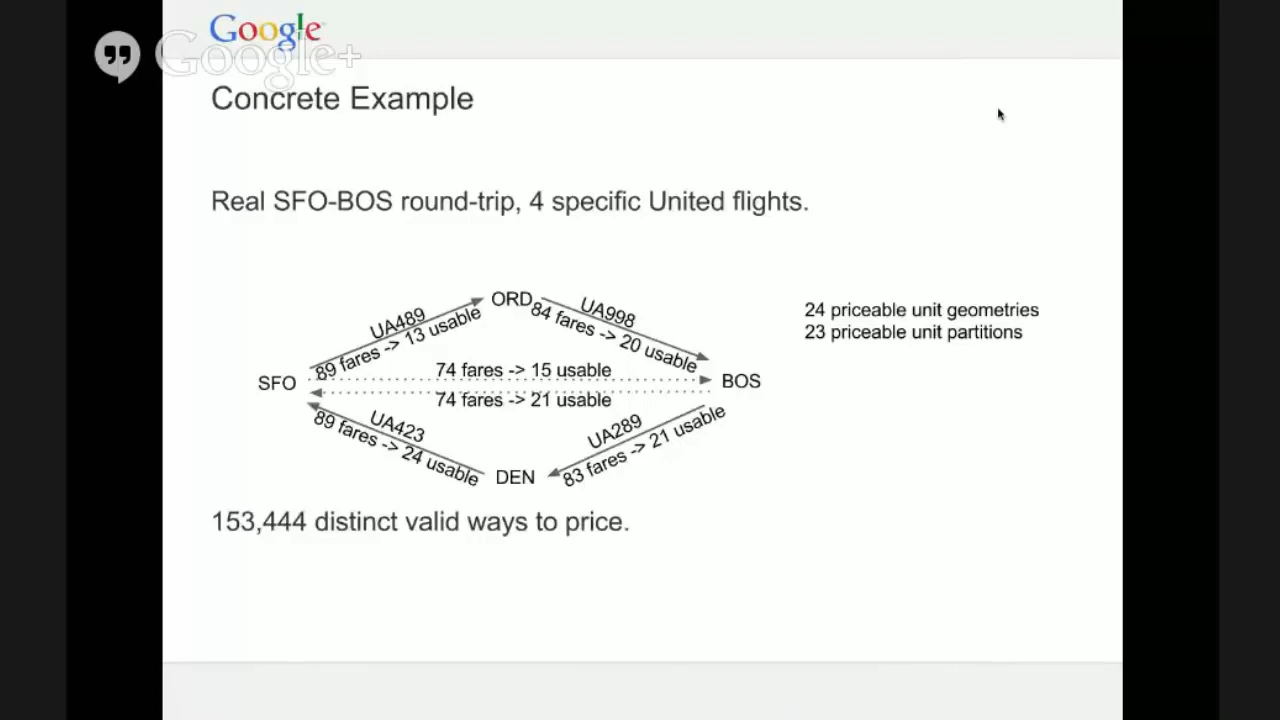 Google
Google+
Concrete Example
Real SFO-BOS round-trip, 4 specific United flights.
ORD
UA489
89 fares -> 13 usable
UA998
84 fares -> 20 usable
24 priceable unit geometries
23 priceable unit partitions
74 fares -> 15 usable
SFO
BOS
74 fares -> 21 usable
UA423
89 fares -> 24 usable
UA289
83 fares -> 21 usable
DEN
153,444 distinct valid ways to price.